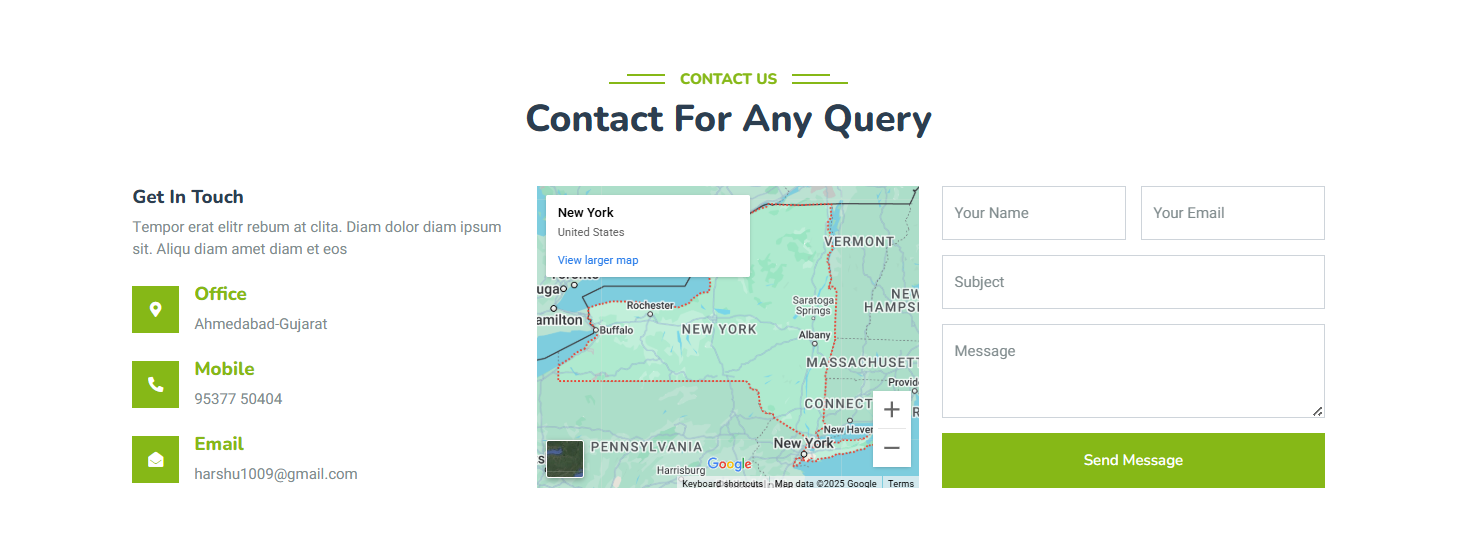 CONTACT US
Contact For Any Query
Get In Touch
Tempor erat elitr rebum at clita. Diam dolor diam ipsum
sit. Aliqu diam amet diam et eos
Office
Ahmedabad-Gujarat
Mobile
95377 50404
Email
harshu1009@gmail.com
New York
United States
View larger map
VERMONT
Saratoga
Springs
NEW
HAMPS
Rochester
amilton
Buffalo
NEW YORK
Albany
MASSACHUSET
Provid
CONNECT
New Haven
New York
PENNSYLVANIA
Harrisburg
Google
Keyboard shortcuts
Map data ©2025 Google
Terms
Your Name
Your Email
Subject
Message
Send Message